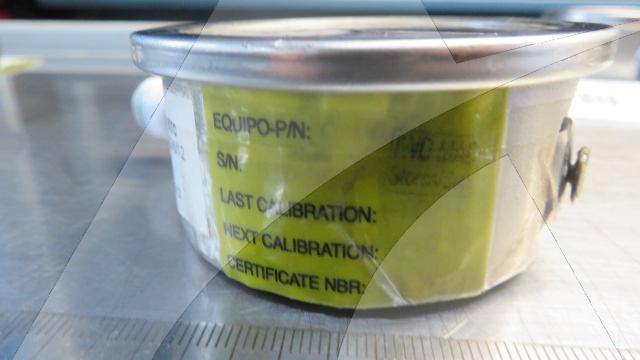 EQUIPO-P/N:
S/N.
LAST CALIBRATION:
NEXT CALIBRATION:
CERTIFICATE NBR: